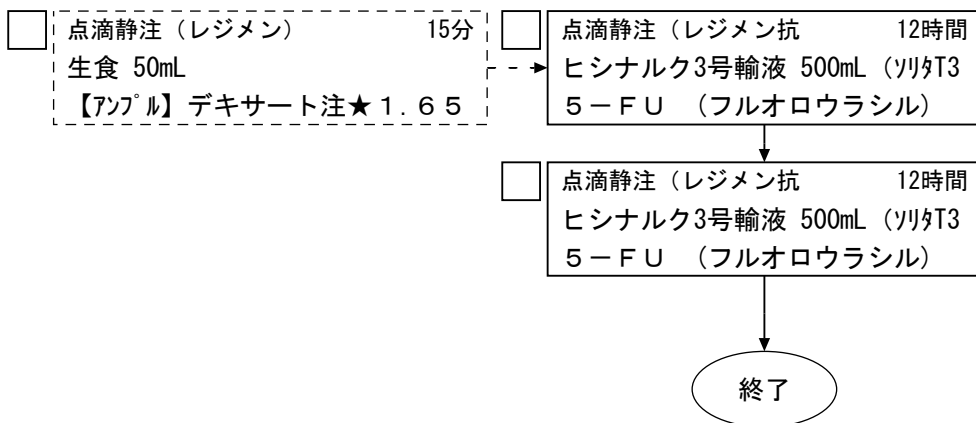 点滴静注（レジメン） 15分
生食 50mL
【ｱﾝﾌﾟﾙ】デキサート注★１.６５
点滴静注（レジメン抗 12時間
ヒシナルク3号輸液 500mL（ｿﾘﾀT3
５－ＦＵ （フルオロウラシル）
点滴静注（レジメン抗 12時間
ヒシナルク3号輸液 500mL（ｿﾘﾀT3
５－ＦＵ （フルオロウラシル）
終了